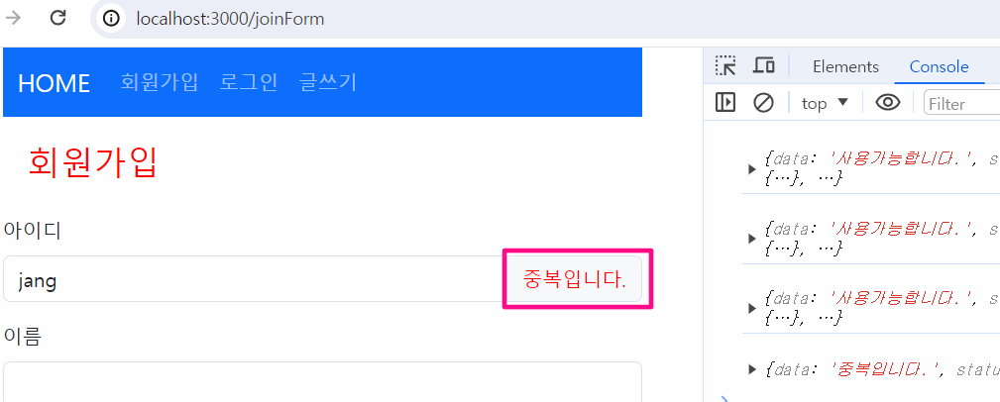 localhost:3000/joinForm
HOME 회원가입 로그인 글쓰기
회원가입
아이디
jang 중복입니다.
이름
Elements Console
top Filter
{data: '사용가능합니다.', s
{…}, …}
{data: '사용가능합니다.', s
{…}, …}
{data: '사용가능합니다.', s
{…}, …}
{data: '중복입니다.', statu